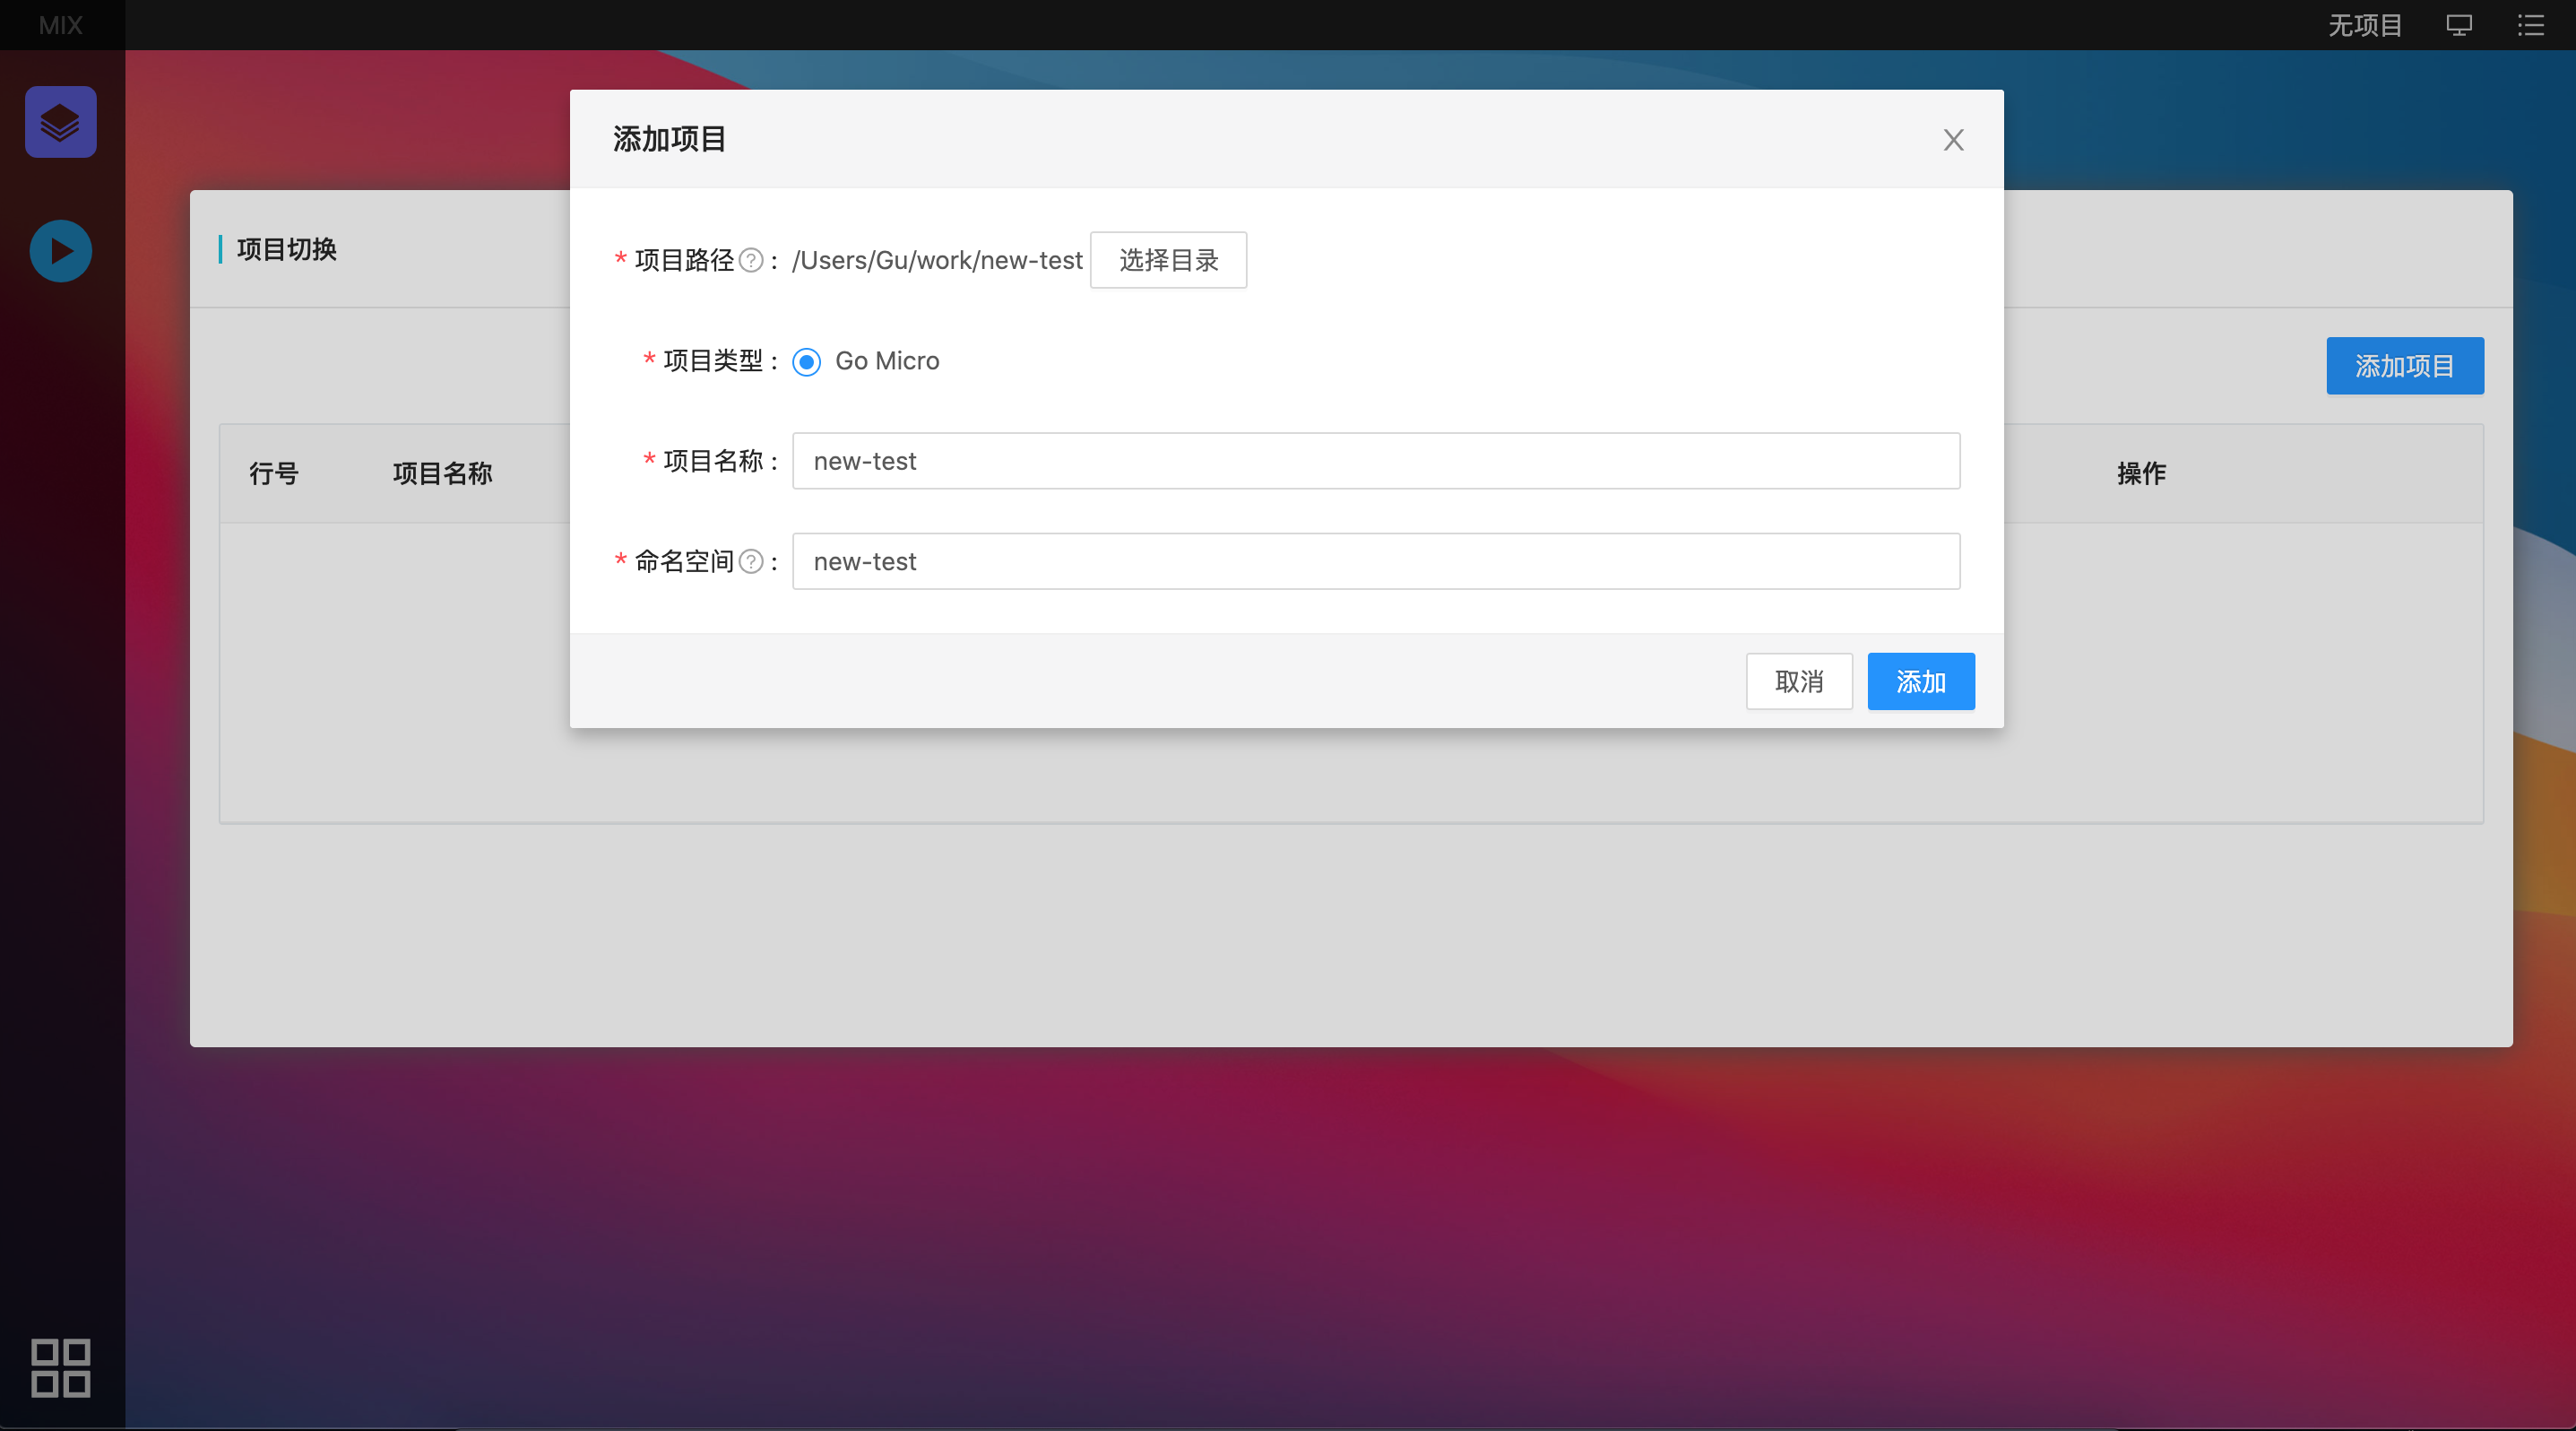 MIX
无项目
添加项目
项目切换
* 项目路径 : /Users/Gu/work/new-test 选择目录
* 项目类型 : Go Micro
添加项目
* 项目名称 : new-test
行号 项目名称 操作
* 命名空间 : new-test
取消 添加